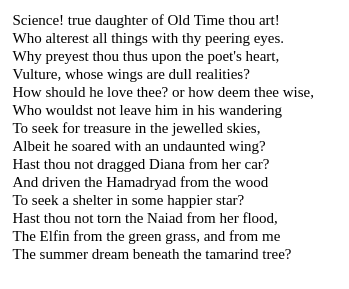 Science! true daughter of Old Time thou art!
Who alterest all things with thy peering eyes.
Why preyest thou thus upon the poet's heart,
Vulture, whose wings are dull realities?
How should he love thee? or how deem thee wise,
Who wouldst not leave him in his wandering
To seek for treasure in the jewelled skies,
Albeit he soared with an undaunted wing?
Hast thou not dragged Diana from her car?
And driven the Hamadryad from the wood
To seek a shelter in some happier star?
Hast thou not torn the Naiad from her flood,
The Elfin from the green grass, and from me
The summer dream beneath the tamarind tree?